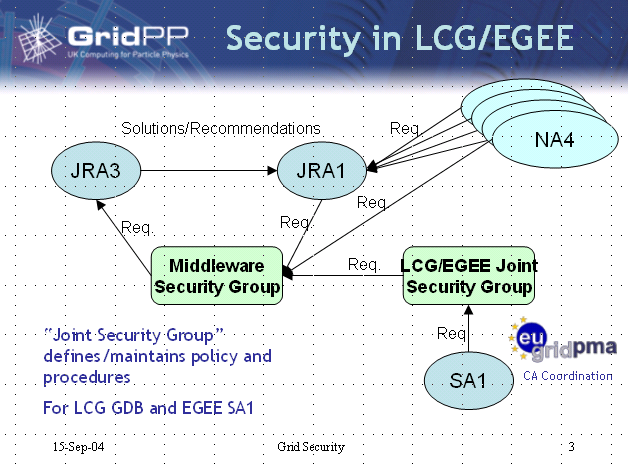 GridPP
UK Computing for Particle Physics
Security in LCG/EGEE
Solutions/Recommendations
Req.
NA4
JRA3
JRA1
Req.
Req.
Req.
Middleware
Security Group
Req.
LCG/EGEE Joint
Security Group
“Joint Security Group”
defines/maintains policy and
procedures
For LCG GDB and EGEE SA1
Req.
eu
gridpma
CA Coordination
SA1
15-Sep-04
Grid Security
3